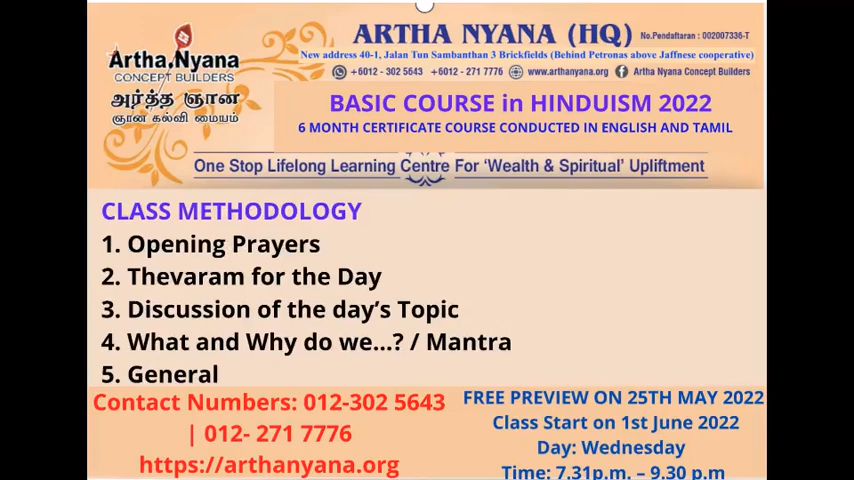 Artha Nyana
CONCEPT BUILDERS
அர்த்த ஞான
ஞான கல்வி மையம்
ARTHA NYANA (HQ) No.Pendaftaran : 002007336-T
New address 40-1, Jalan Tun Sambanthan 3 Brickfields (Behind Petronas above Jaffnese cooperative)
+6012 - 302 5643 +6012 - 271 7776 www.arthanyana.org Artha Nyana Concept Builders
BASIC COURSE in HINDUISM 2022
6 MONTH CERTIFICATE COURSE CONDUCTED IN ENGLISH AND TAMIL
One Stop Lifelong Learning Centre For ‘Wealth & Spiritual’ Upliftment
CLASS METHODOLOGY
1. Opening Prayers
2. Thevaram for the Day
3. Discussion of the day’s Topic
4. What and Why do we...? / Mantra
5. General
Contact Numbers: 012-302 5643
| 012- 271 7776
https://arthanyana.org
FREE PREVIEW ON 25TH MAY 2022
Class Start on 1st June 2022
Day: Wednesday
Time: 7.31p.m. – 9.30 p.m